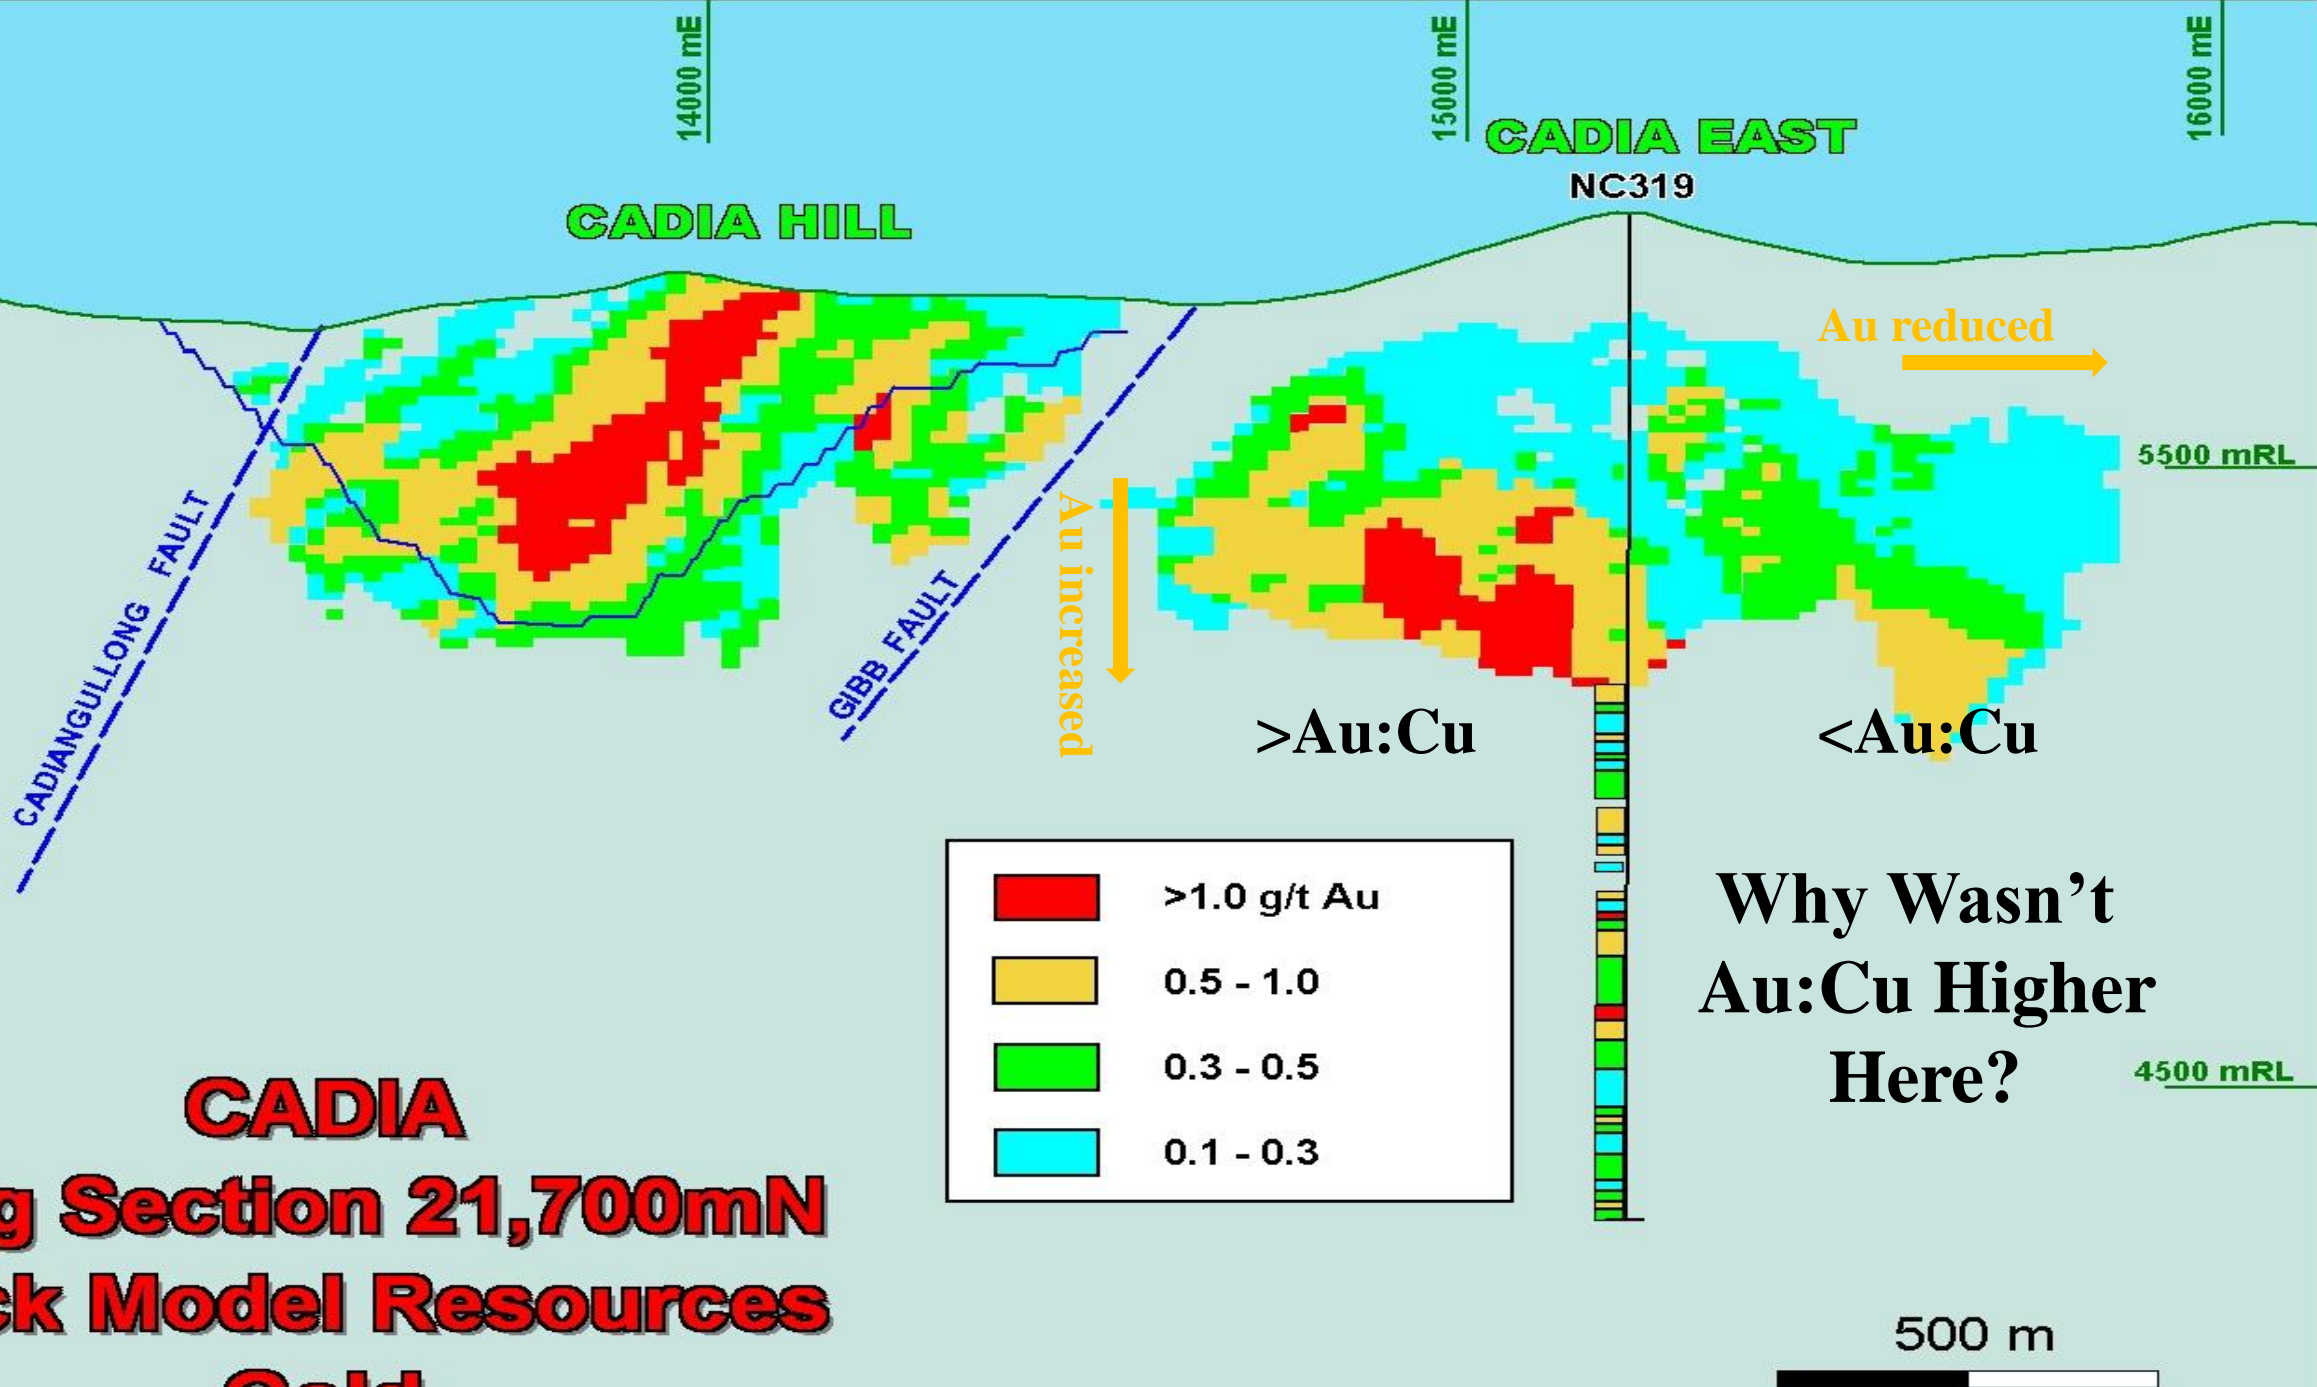 14000 mE
15000 mE
16000 mE
CADIA EAST
NC319
CADIA HILL
Au reduced
5500 mRL
CADIANGULLONG FAULT
GIBB FAULT
Au increased
>Au:Cu
<Au:Cu
>1.0 g/t Au
0.5 - 1.0
0.3 - 0.5
0.1 - 0.3
Why Wasn’t
Au:Cu Higher
Here?
4500 mRL
CADIA
g Section 21,700mN
ck Model Resources
Gold
500 m